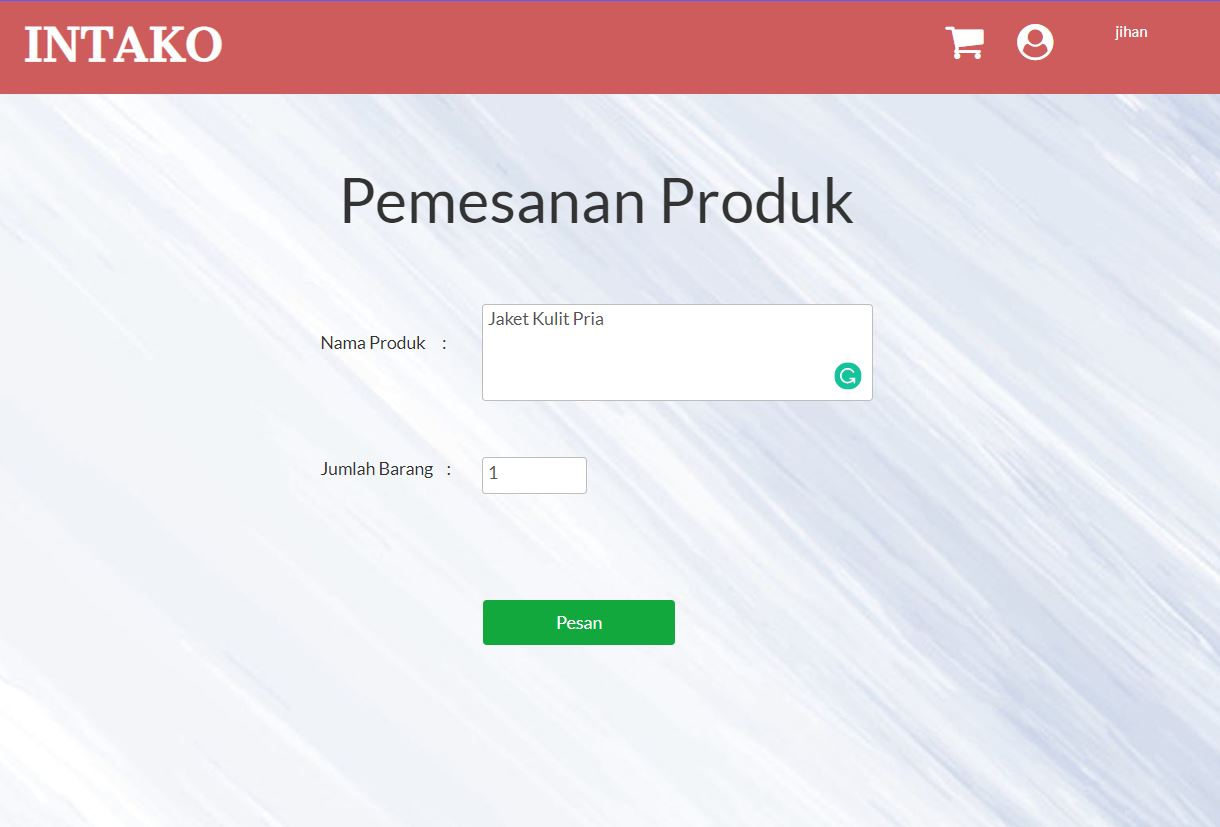 INTAKO
jihan
Pemesanan Produk
Jaket Kulit Pria
Nama Produk :
Jumlah Barang :
1
Pesan